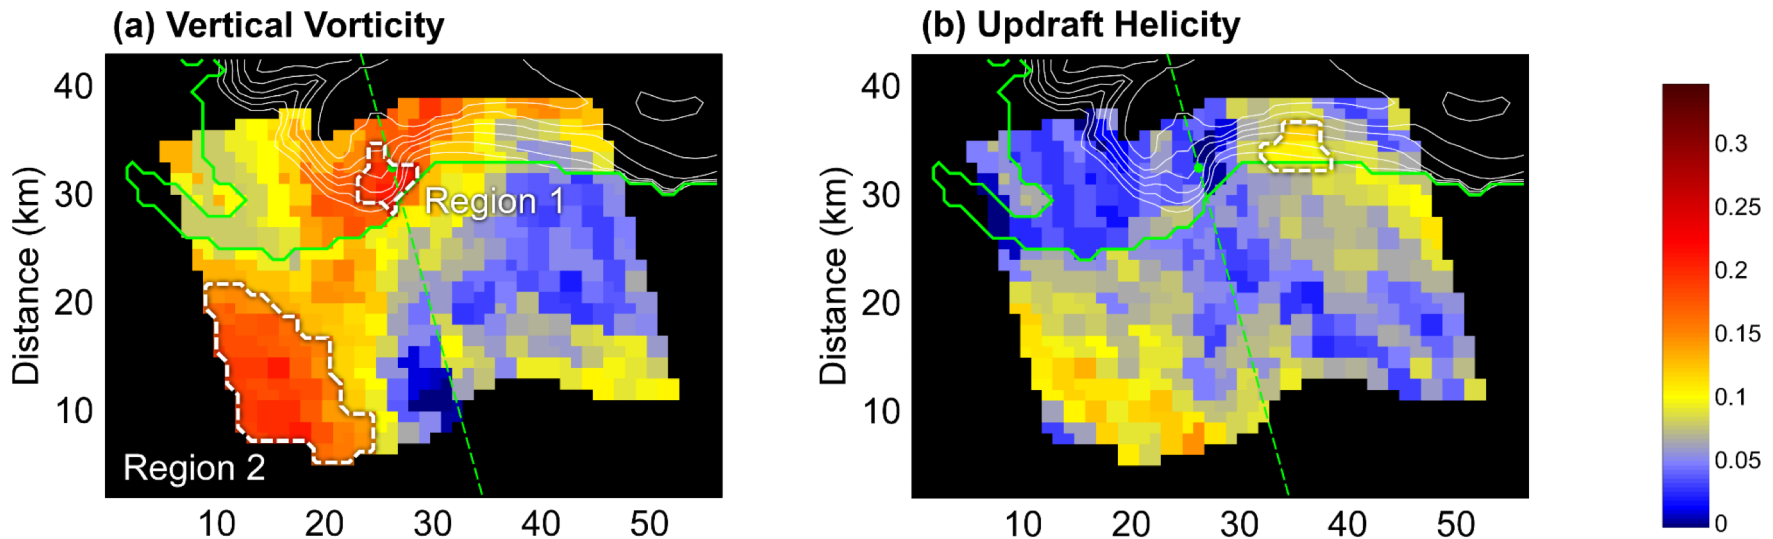 (a) Vertical Vorticity
(b) Updraft Helicity
40
30
20
10
Distance (km)
Region 1
Region 2
10 20 30 40 50
40
30
20
10
Distance (km)
10 20 30 40 50
0.3
0.25
0.2
0.15
0.1
0.05
0